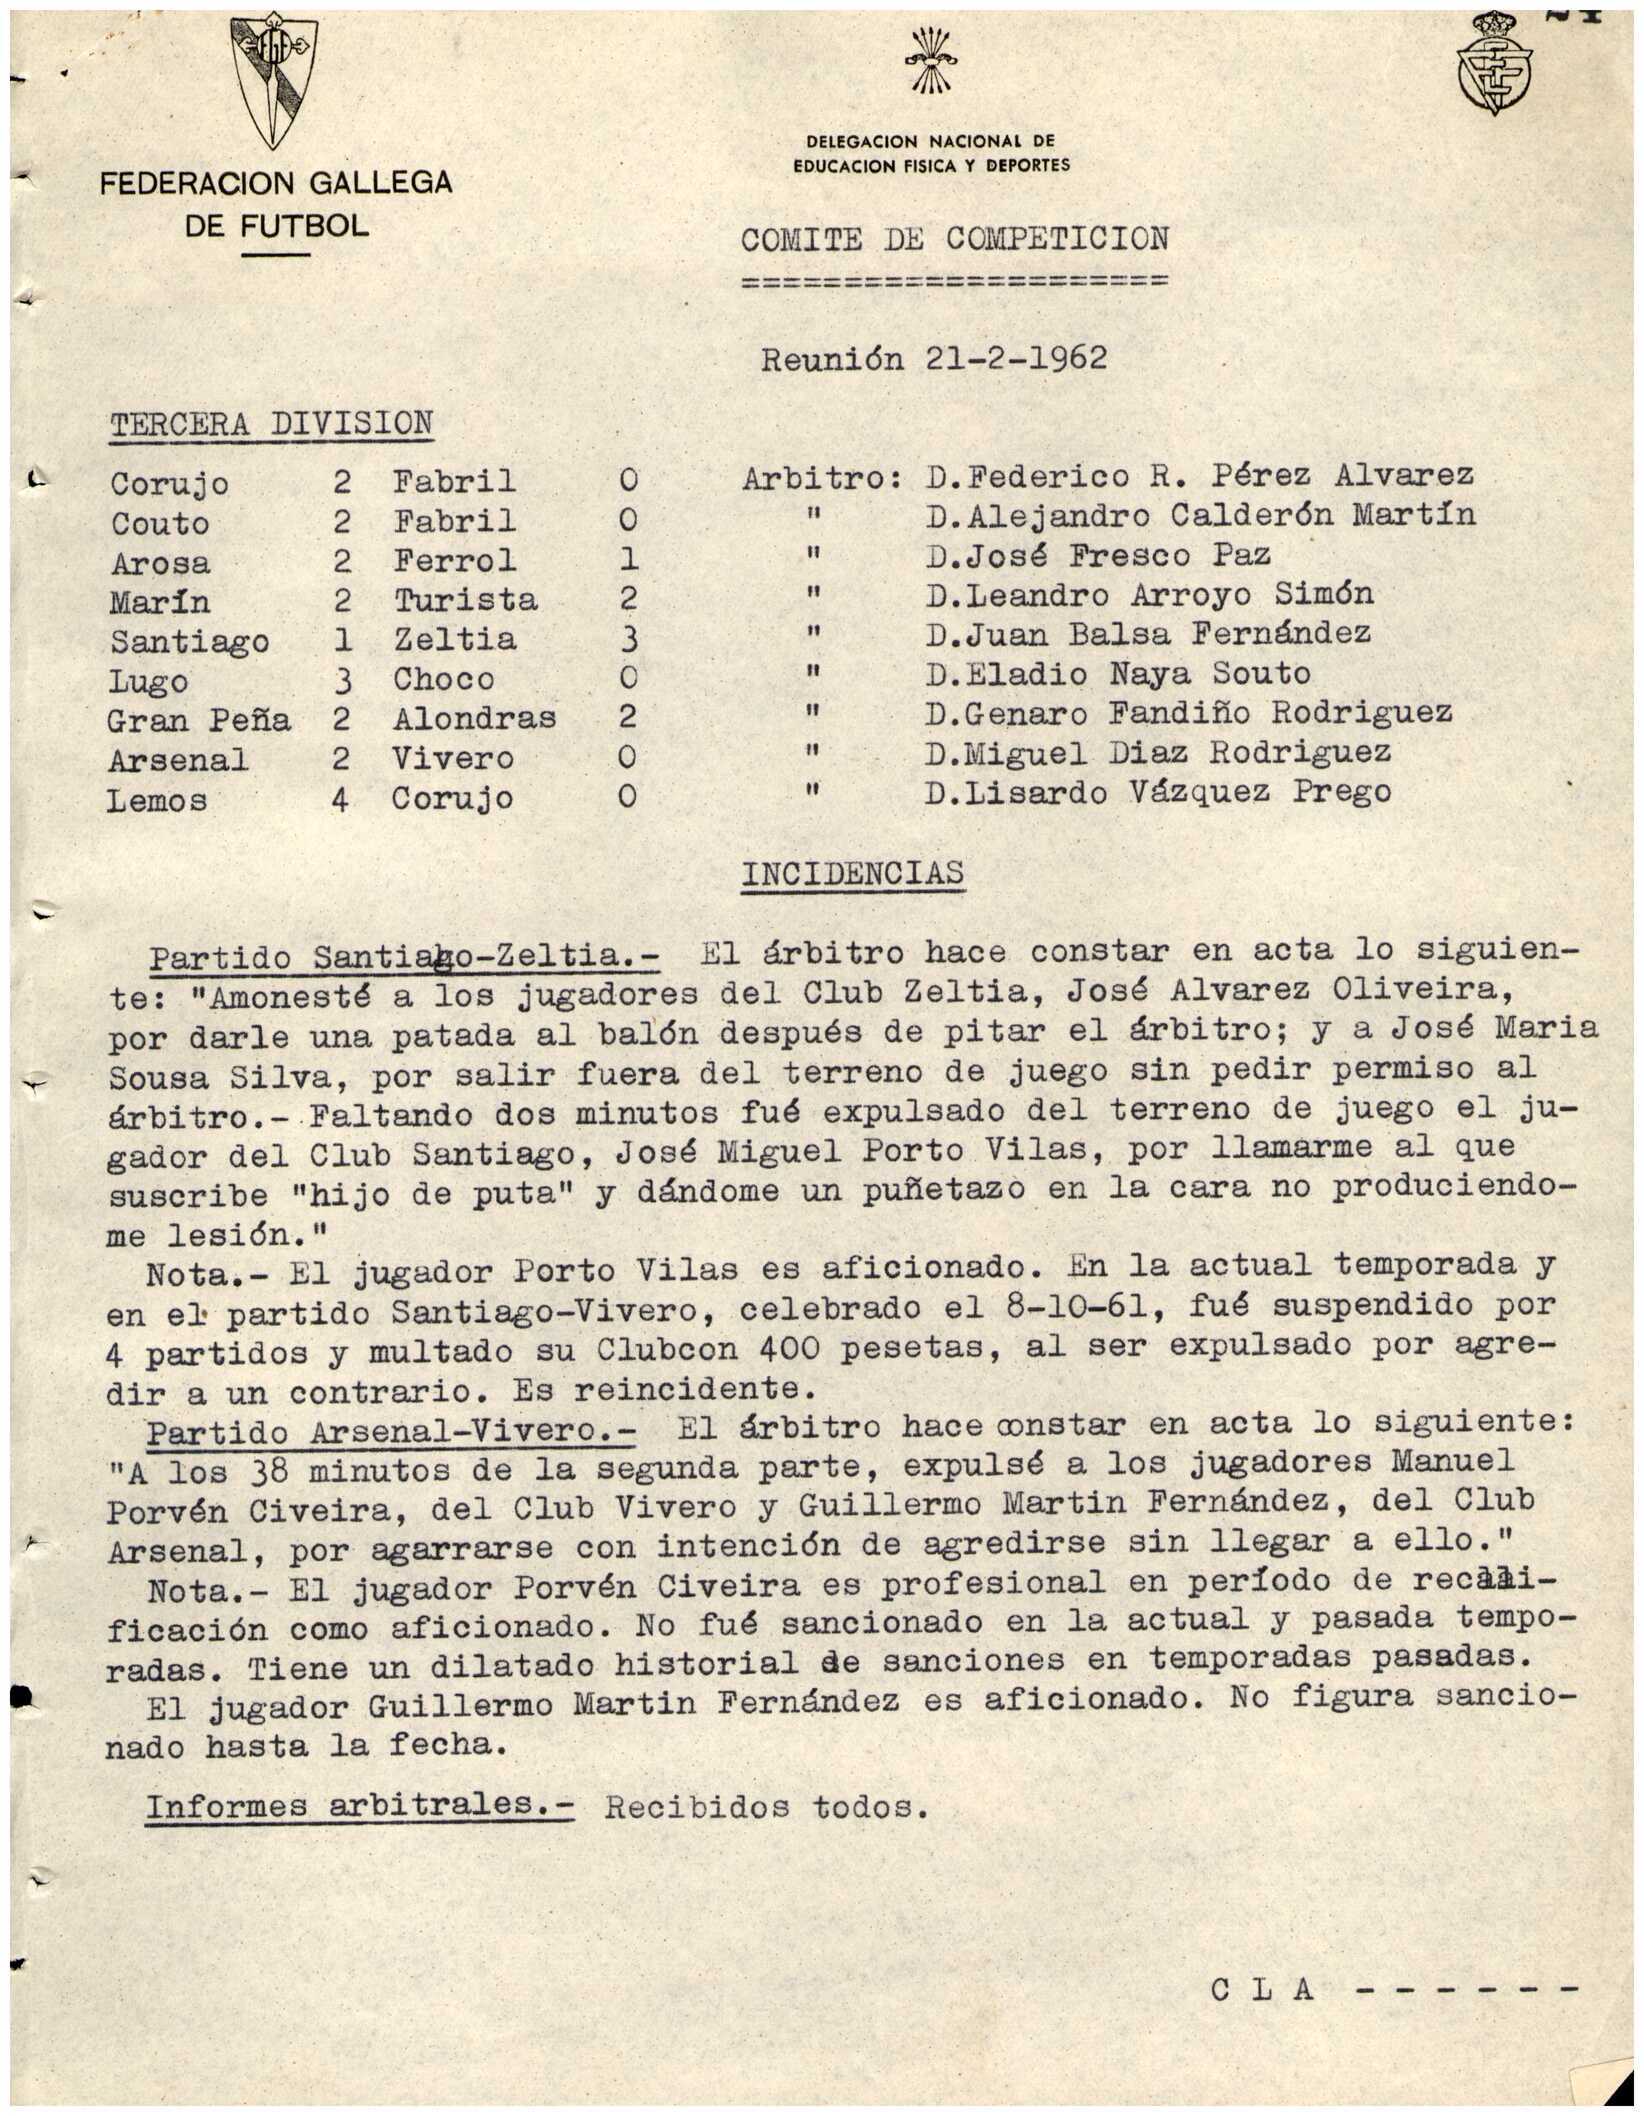 FGF
FEDERACION GALLEGA
DE FUTBOL
DELEGACION NACIONAL DE
EDUCACION FISICA Y DEPORTES
COMITE DE COMPETICION
=====================
Reunión 21-2-1962
TERCERA DIVISION
Corujo 2 Fabril 0 Arbitro: D.Federico R. Pérez Alvarez
Couto 2 Fabril 0 " D.Alejandro Calderón Martín
Arosa 2 Ferrol 1 " D.José Fresco Paz
Marín 2 Turista 2 " D.Leandro Arroyo Simón
Santiago 1 Zeltia 3 " D.Juan Balsa Fernández
Lugo 3 Choco 0 " D.Eladio Naya Souto
Gran Peña 2 Alondras 2 " D.Genaro Fandiño Rodriguez
Arsenal 2 Vivero 0 " D.Miguel Diaz Rodriguez
Lemos 4 Corujo 0 " D.Lisardo Vázquez Prego
INCIDENCIAS
Partido Santiago-Zeltia.- El árbitro hace constar en acta lo siguien-
te: "Amonesté a los jugadores del Club Zeltia, José Alvarez Oliveira,
por darle una patada al balón después de pitar el árbitro; y a José Maria
Sousa Silva, por salir fuera del terreno de juego sin pedir permiso al
árbitro.- Faltando dos minutos fué expulsado del terreno de juego el ju-
gador del Club Santiago, José Miguel Porto Vilas, por llamarme al que
suscribe "hijo de puta" y dándome un puñetazo en la cara no produciendo-
me lesión."
Nota.- El jugador Porto Vilas es aficionado. En la actual temporada y
en el partido Santiago-Vivero, celebrado el 8-10-61, fué suspendido por
4 partidos y multado su Clubcon 400 pesetas, al ser expulsado por agre-
dir a un contrario. Es reincidente.
Partido Arsenal-Vivero.- El árbitro hace constar en acta lo siguiente:
"A los 38 minutos de la segunda parte, expulsé a los jugadores Manuel
Porvén Civeira, del Club Vivero y Guillermo Martin Fernández, del Club
Arsenal, por agarrarse con intención de agredirse sin llegar a ello."
Nota.- El jugador Porvén Civeira es profesional en período de recali-
ficación como aficionado. No fué sancionado en la actual y pasada tempo-
radas. Tiene un dilatado historial de sanciones en temporadas pasadas.
El jugador Guillermo Martin Fernández es aficionado. No figura sancio-
nado hasta la fecha.
Informes arbitrales.- Recibidos todos.
C L A - - - - - -